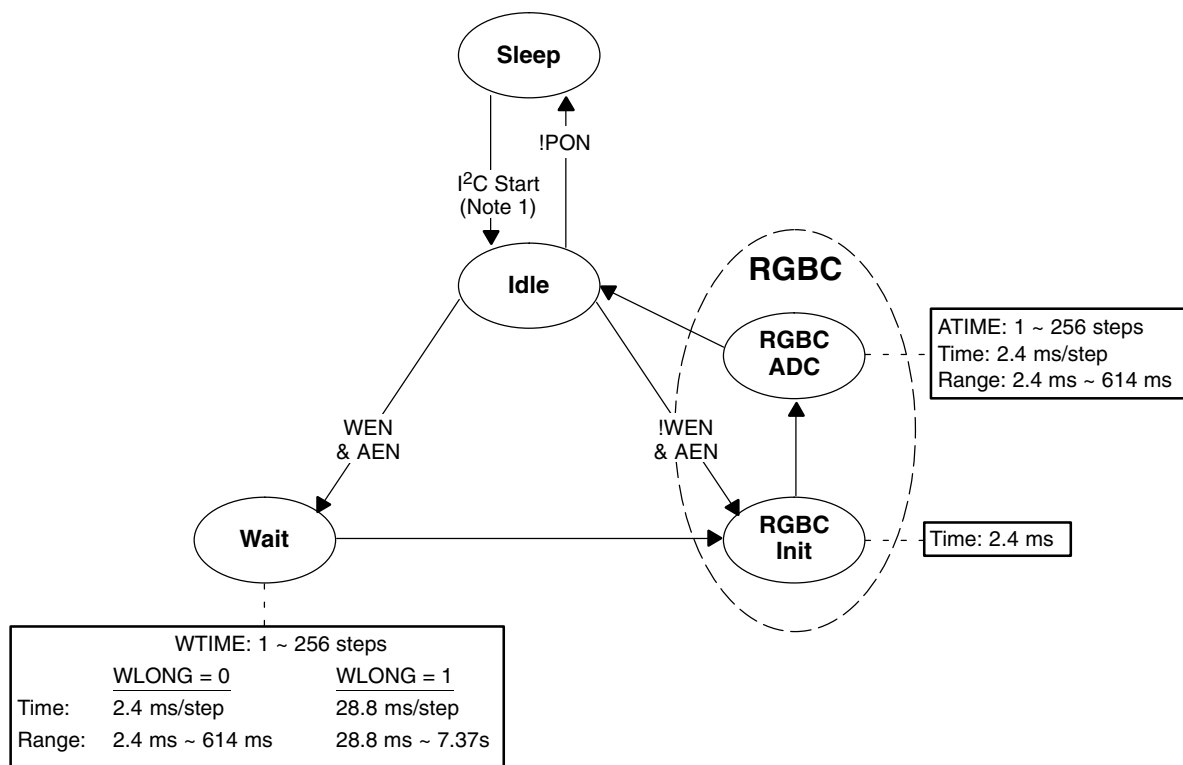 Sleep
!PON
I²C Start
(Note 1)
Idle
RGBC
RGBC
ADC
ATIME: 1 ~ 256 steps
Time: 2.4 ms/step
Range: 2.4 ms ~ 614 ms
WEN
& AEN
!WEN
& AEN
Wait
RGBC
Init
Time: 2.4 ms
WTIME: 1 ~ 256 steps
WLONG = 0 WLONG = 1
Time: 2.4 ms/step 28.8 ms/step
Range: 2.4 ms ~ 614 ms 28.8 ms ~ 7.37s